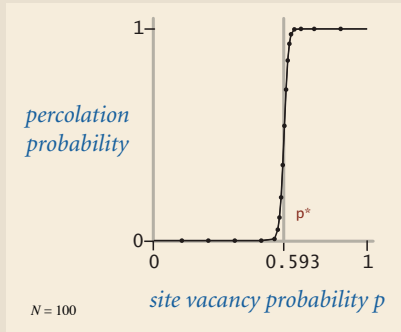 1
percolation
probability
p*
0
0 0.593 1
N = 100
site vacancy probability p